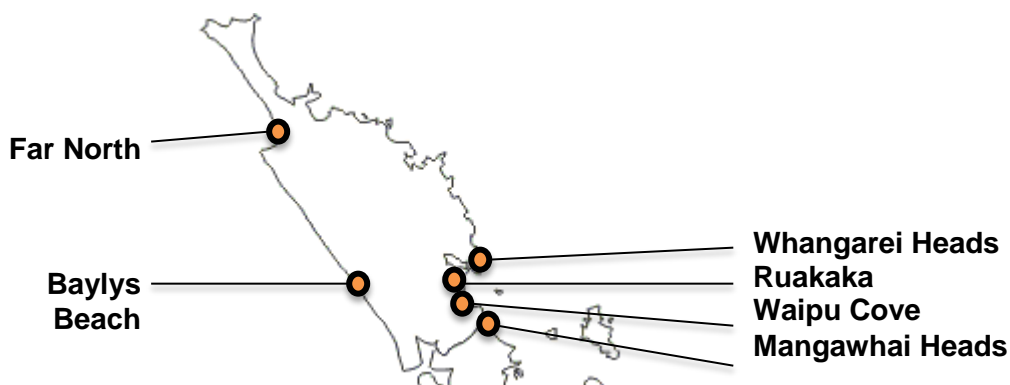 Far North
Baylys
Beach
Whangarei Heads
Ruakaka
Waipu Cove
Mangawhai Heads